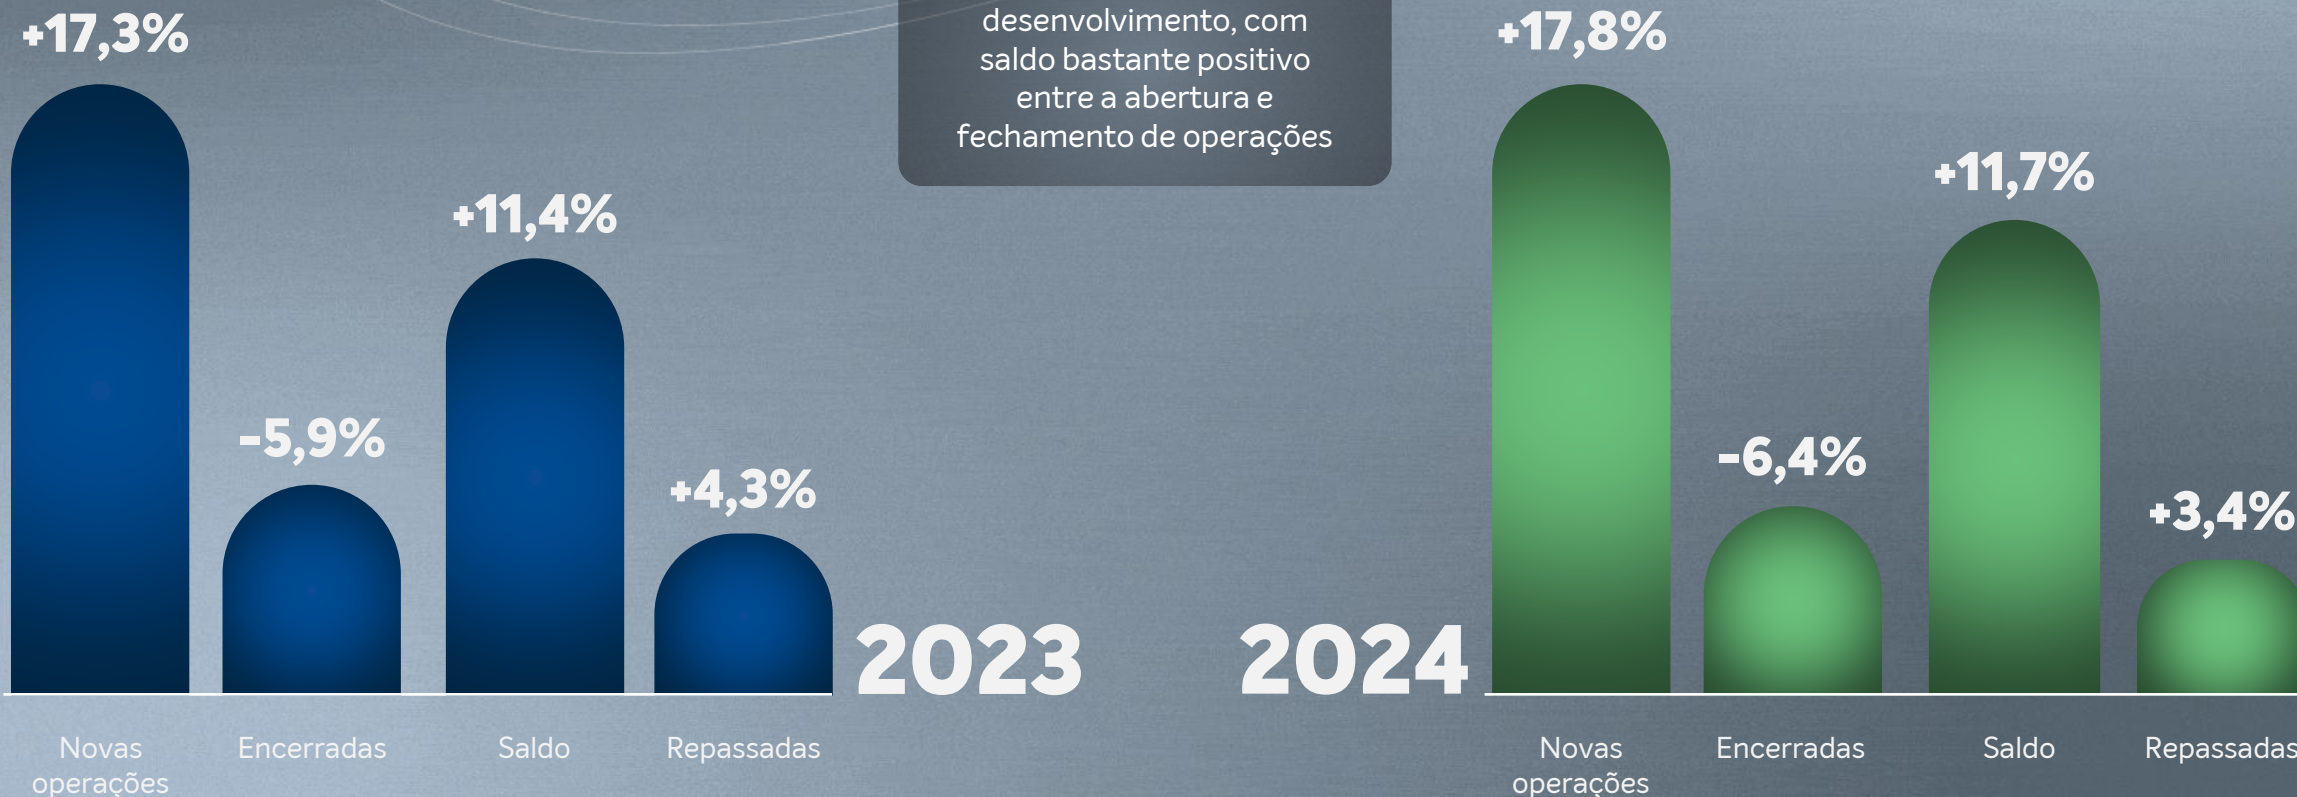 desenvolvimento, com
saldo bastante positivo
entre a abertura e
fechamento de operações
+17,3%
-5,9%
+11,4%
+4,3%
2023
Novas
operações
Encerradas
Saldo
Repassadas
+17,8%
-6,4%
+11,7%
+3,4%
2024
Novas
operações
Encerradas
Saldo
Repassadas